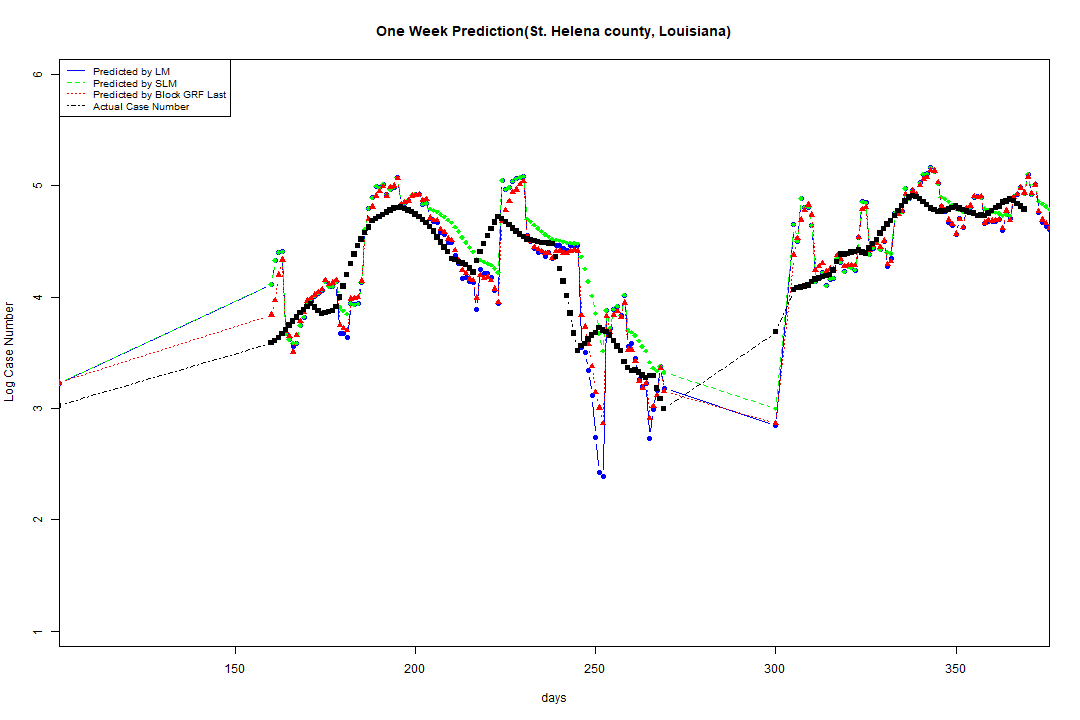 One Week Prediction(St. Helena county, Louisiana)
Predicted by LM
Predicted by SLM
Predicted by Block GRF Last
Actual Case Number
6
5
4
3
2
1
Log Case Number
150
200
250
300
350
days